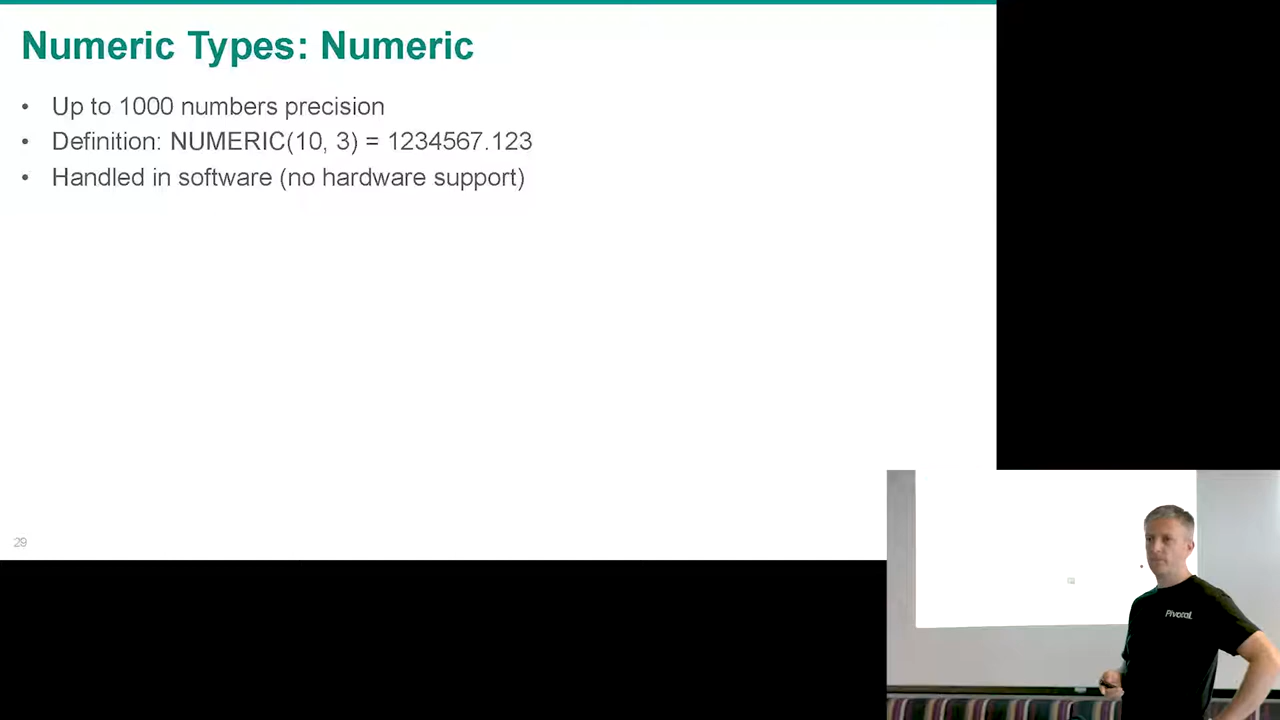 Numeric Types: Numeric
• Up to 1000 numbers precision
• Definition: NUMERIC(10, 3) = 1234567.123
• Handled in software (no hardware support)
29
Pivotal